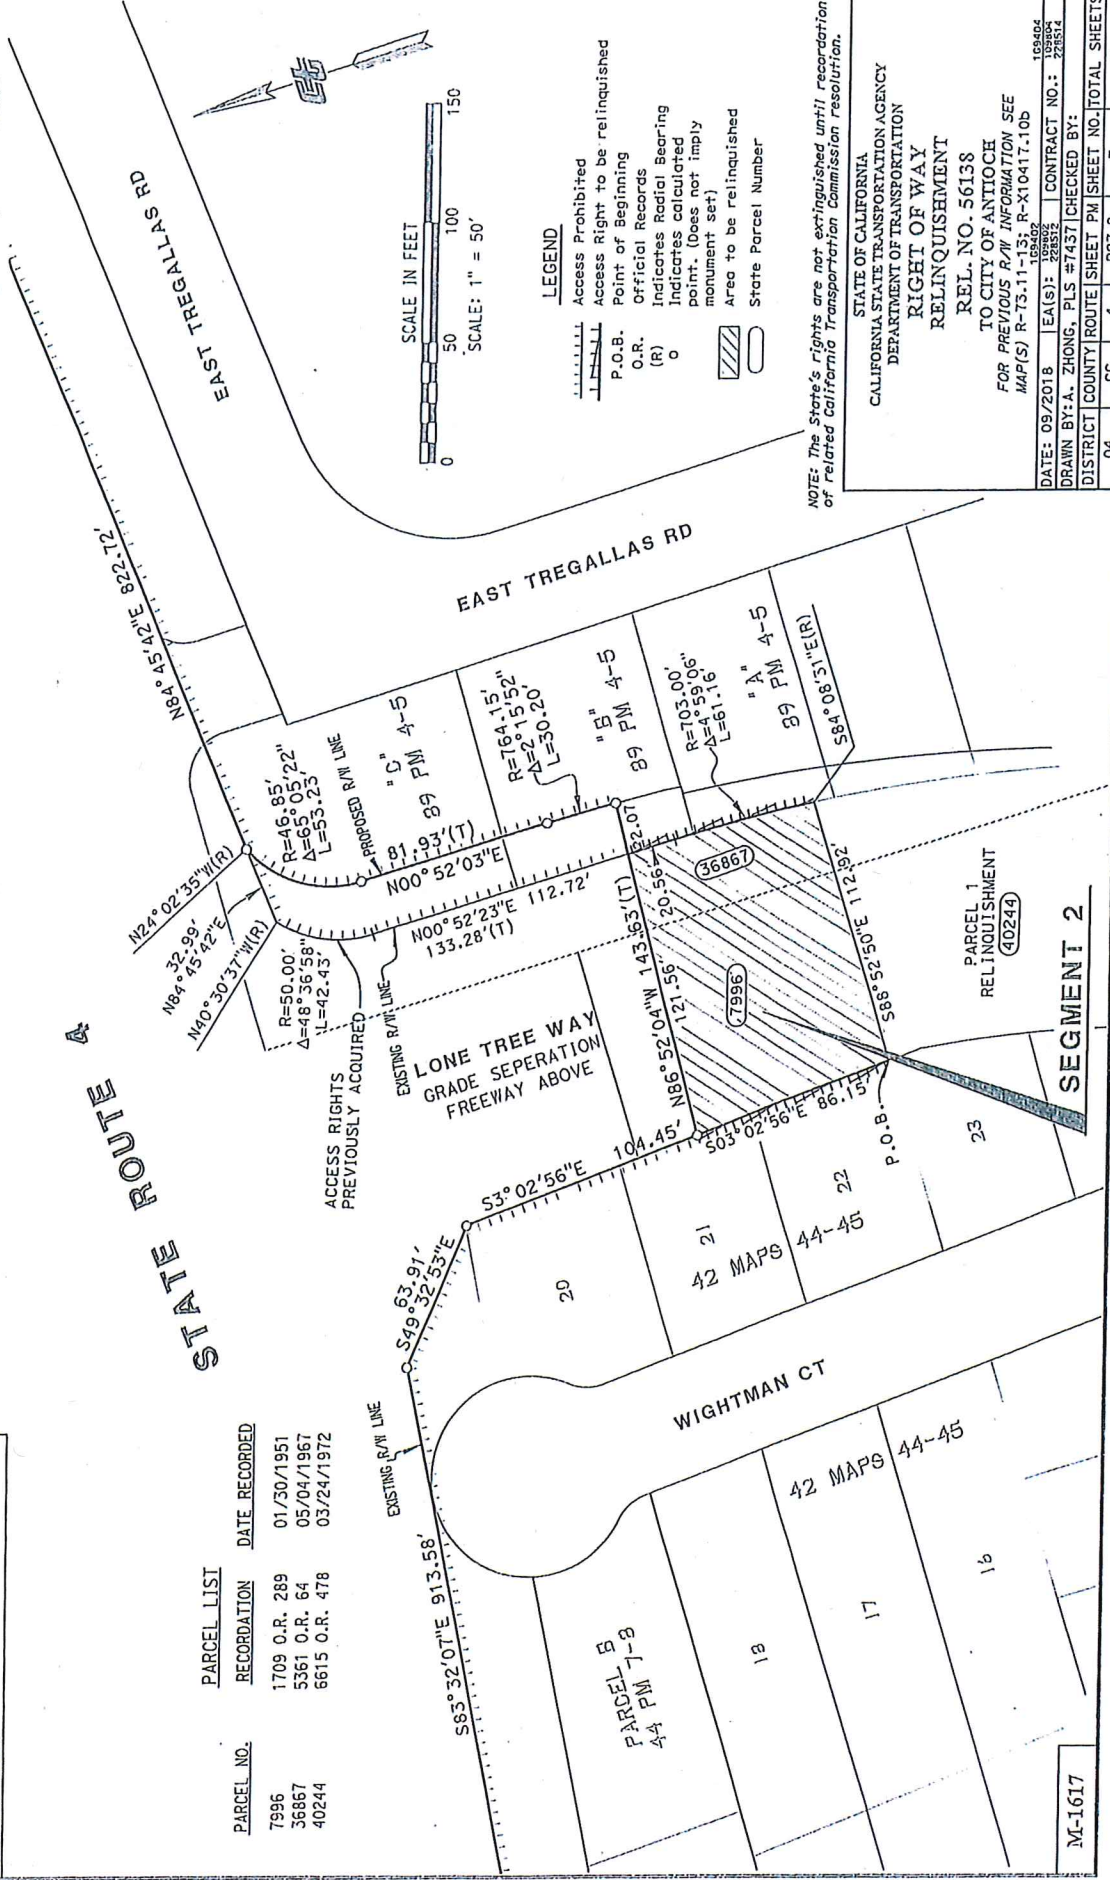 STATE ROUTE 4
PARCEL LIST
PARCEL NO. RECORDATION DATE RECORDED
7996 1709 O.R. 289 01/30/1951
36867 5361 O.R. 64 05/04/1967
40244 6615 O.R. 478 03/24/1972
N84°45'42"E 822.72'
EAST TREGALLAS RD
EAST TREGALLAS RD
SCALE IN FEET
0 50 100 150
SCALE: 1" = 50'
LEGEND
Access Prohibited
Access Right to be relinquished
P.O.B. Point of Beginning
O.R. Official Records
(R) Indicates Radial Bearing
O Indicates calculated
point. (Does not imply
monument set)
Area to be relinquished
State Parcel Number
NOTE: The State's rights are not extinguished until recordation
of related California Transportation Commission resolution.
STATE OF CALIFORNIA
CALIFORNIA STATE TRANSPORTATION AGENCY
DEPARTMENT OF TRANSPORTATION
RIGHT OF WAY
RELINQUISHMENT
REL. NO. 56138
TO CITY OF ANTIOCH
FOR PREVIOUS R/W INFORMATION SEE
MAP(S) R-73.11-13; R-X10417.10b
DATE: 09/2018 EA(s): 228512 CONTRACT NO.: 228514
1G9402 1G9404
DRAWN BY: A. ZHONG, PLS #7437 CHECKED BY:
DISTRICT COUNTY ROUTE SHEET PM SHEET NO. TOTAL SHEETS
04
N24°02'35"W(R)
32.99'
N84°45'42"E
N40°30'37"W(R)
R=50.00'
Δ=48°36'58"
L=42.43'
R=46.85'
Δ=65°05'22"
L=53.23'
PROPOSED R/W LINE
81.93'(T)
N00°52'03"E
"C"
89 PM 4-5
N00°52'23"E 112.72'
133.28'(T)
R=764.15'
Δ=2°15'52"
L=30.20'
"B"
89 PM 4-5
R=703.00'
Δ=4°59'06"
L=61.16'
"A"
89 PM 4-5
S84°08'51"E(R)
ACCESS RIGHTS
PREVIOUSLY ACQUIRED
EXISTING R/W LINE
LONE TREE WAY
GRADE SEPERATION
FREEWAY ABOVE
N86°52'04"W 143.63'(T)
121.56'
22.07
20.56'
36867
7996
S88°52'50"E 112.92'
PARCEL 1
RELINQUISHMENT
40244
S03°02'56"E 86.15'
P.O.B.
S3°02'56"E 104.45'
63.91'
S49°32'53"E
EXISTING R/W LINE
S83°32'07"E 913.58'
20
21
22
23
42 MAPS 44-45
WIGHTMAN CT
PARCEL B
44 PM 7-8
18
17
16
42 MAPS 44-45
SEGMENT 2
M-1617